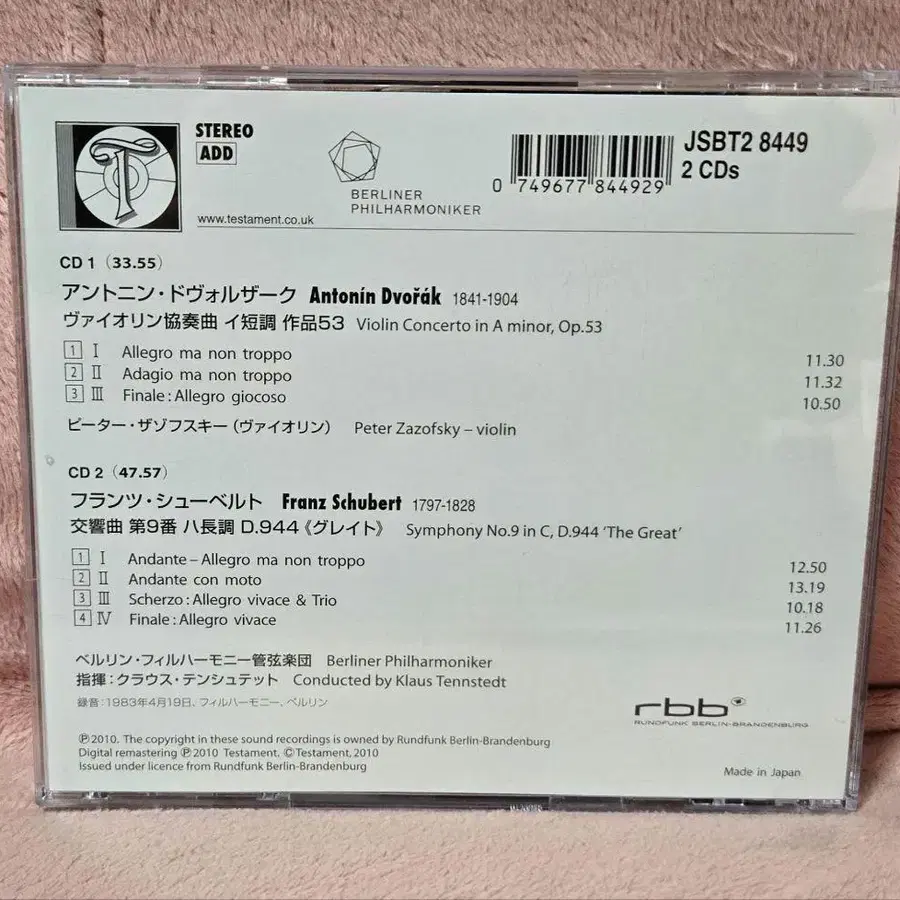 T
STEREO
ADD
www.testament.co.uk
BERLINER
PHILHARMONIKER
0 749677 844929
JSBT2 8449
2 CDs
CD 1 (33.55)
アントニン・ドヴォルザーク Antonín Dvořák 1841-1904
ヴァイオリン協奏曲 イ短調 作品53 Violin Concerto in A minor, Op.53
1 I Allegro ma non troppo 11.30
2 II Adagio ma non troppo 11.32
3 III Finale : Allegro giocoso 10.50
ピーター・ザゾフスキー(ヴァイオリン) Peter Zazofsky – violin
CD 2 (47.57)
フランツ・シューベルト Franz Schubert 1797-1828
交響曲 第9番 ハ長調 D.944《グレイト》 Symphony No.9 in C, D.944 ‘The Great’
1 I Andante – Allegro ma non troppo 12.50
2 II Andante con moto 13.19
3 III Scherzo : Allegro vivace & Trio 10.18
4 IV Finale : Allegro vivace 11.26
ベルリン・フィルハーモニー管弦楽団 Berliner Philharmoniker
指揮:クラウス・テンシュテット Conducted by Klaus Tennstedt
録音:1983年4月19日、フィルハーモニー、ベルリン
rbb
RUNDFUNK BERLIN-BRANDENBURG
℗ 2010. The copyright in these sound recordings is owned by Rundfunk Berlin-Brandenburg
Digital remastering ℗ 2010 Testament, © Testament, 2010
Issued under licence from Rundfunk Berlin-Brandenburg
Made in Japan